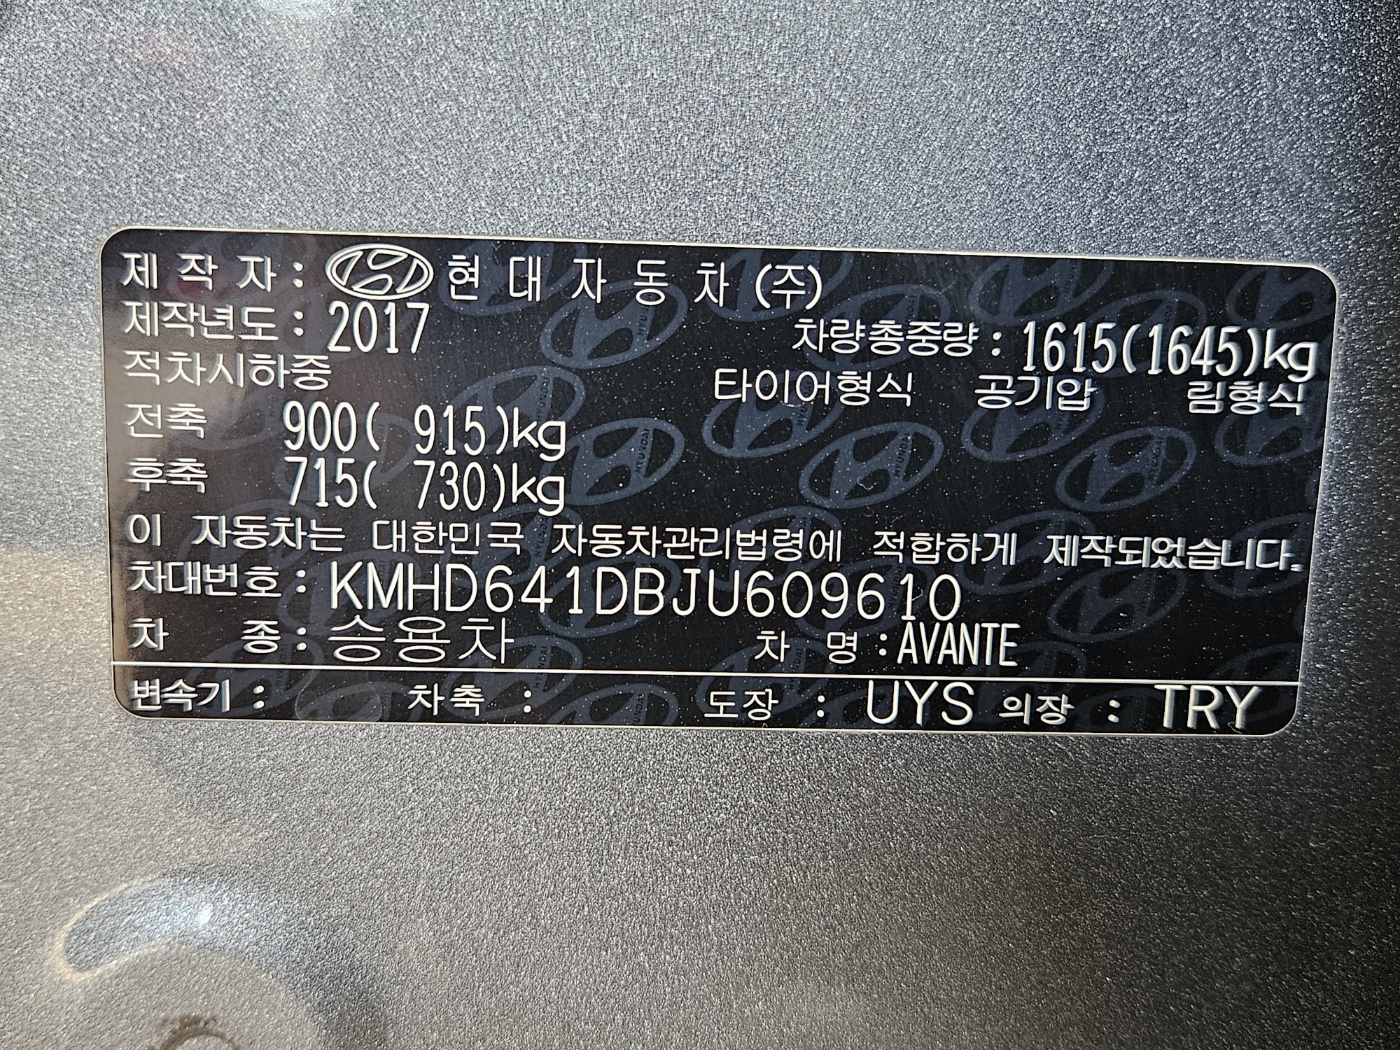 제 작 자 : 현 대 자 동 차 (주)
제작년도 : 2017 차량총중량 : 1615(1645)kg
적차시하중 타이어형식 공기압 림형식
전축 900( 915)kg
후축 715( 730)kg
이 자동차는 대한민국 자동차관리법령에 적합하게 제작되었습니다.
차대번호 : KMHD641DBJU609610
차 종 : 승용차 차 명 : AVANTE
변속기 : 차축 : 도장 : UYS 의장 : TRY